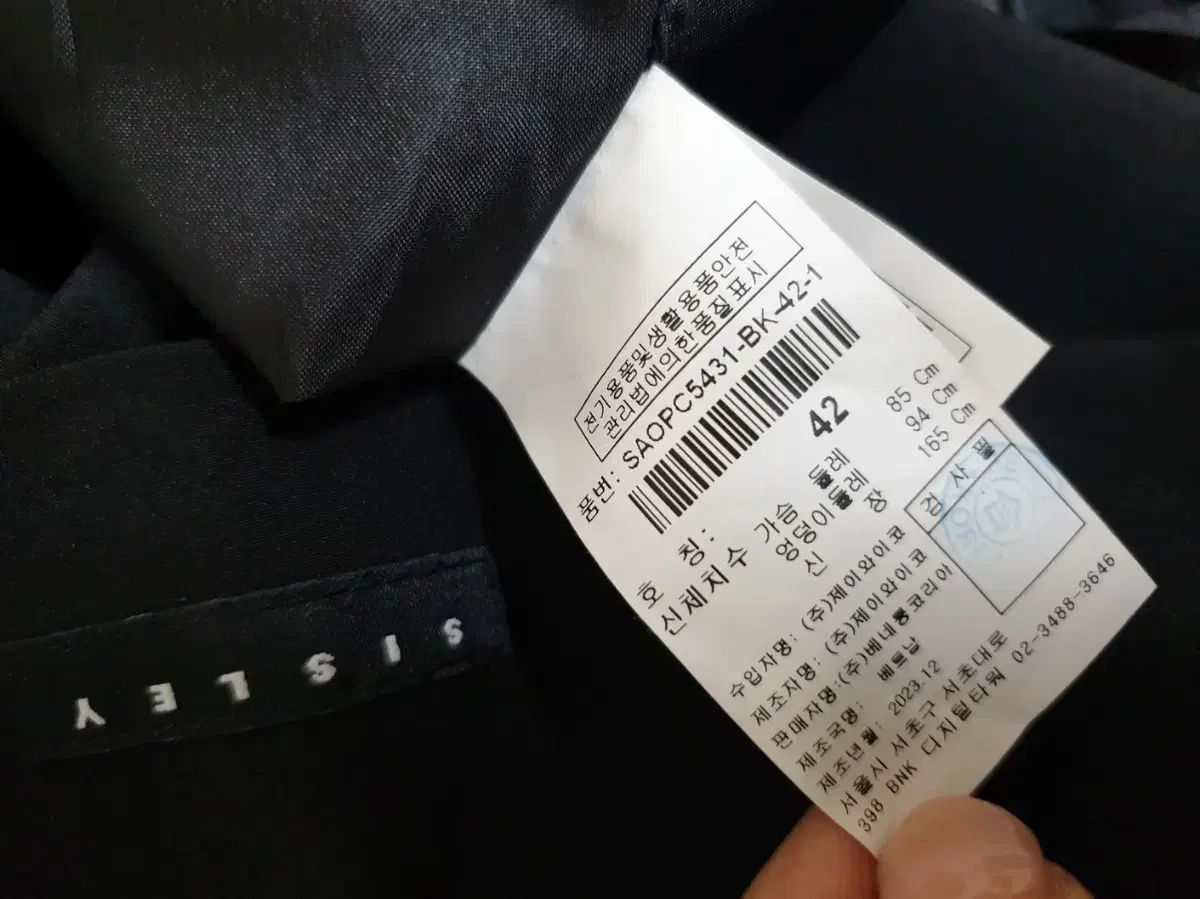 전기용품및생활용품안전
관리법에의한품질표시
품번: SAOPC5431-BK-42-1
호 칭: 42
신체치수 가슴 둘레 85 Cm
엉덩이둘레 94 Cm
신 장 165 Cm
검 사 필
수입자명: (주)제이와이코
제조자명: (주)제이와이코
판매자명:(주)베네통코리아
제조국명: 베트남
제조년월: 2023.12
서울시 서초구 서초대로
398 BNK 디지털타워 02-3488-3646
SISLEY